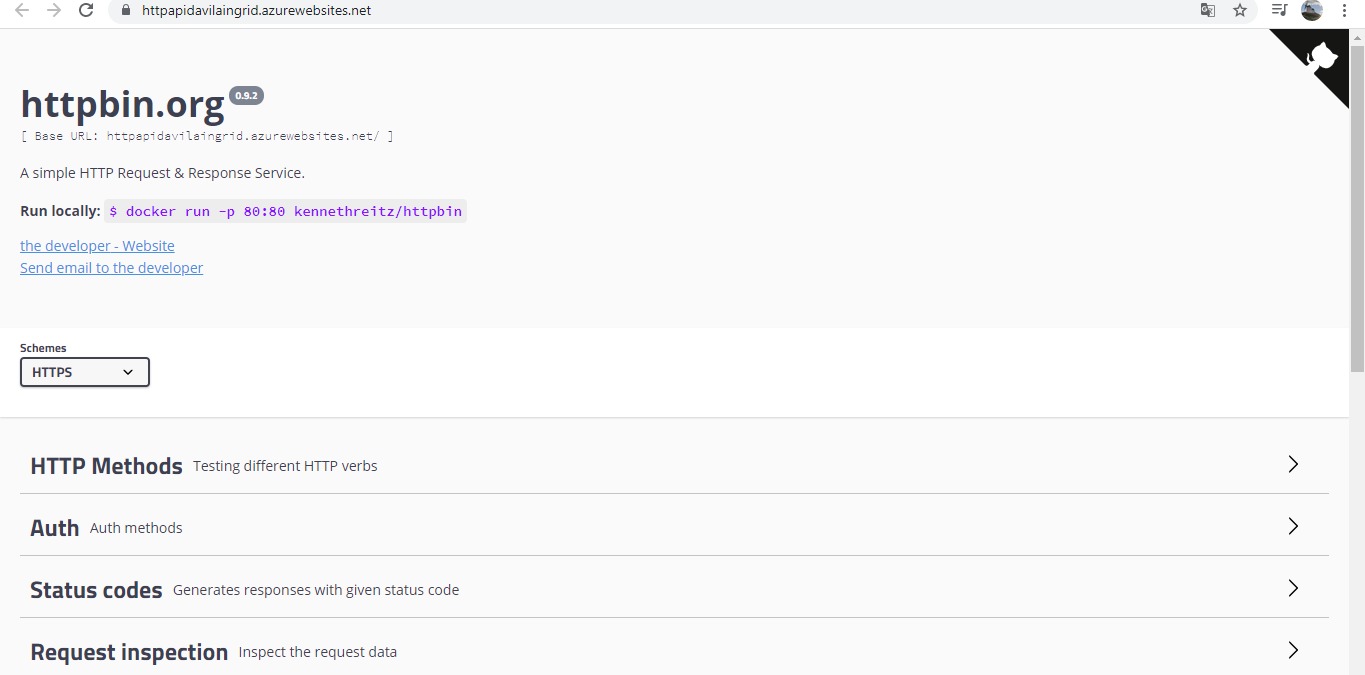 httpapidavilaingrid.azurewebsites.net
httpbin.org 0.9.2
[ Base URL: httpapidavilaingrid.azurewebsites.net/ ]
A simple HTTP Request & Response Service.
Run locally: $ docker run -p 80:80 kennethreitz/httpbin
the developer - Website
Send email to the developer
Schemes
HTTPS
HTTP Methods Testing different HTTP verbs
Auth Auth methods
Status codes Generates responses with given status code
Request inspection Inspect the request data